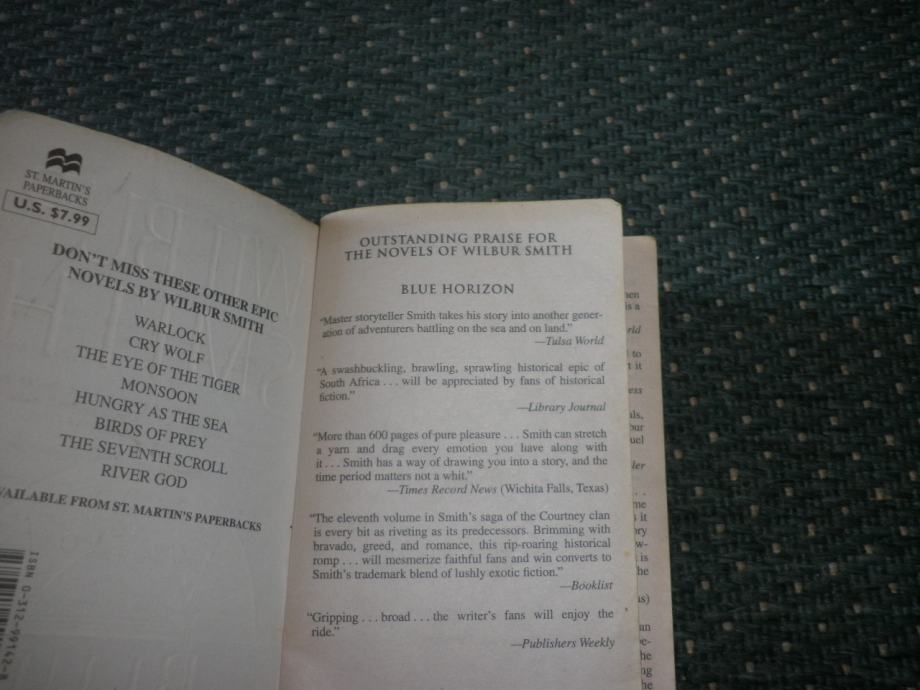 ST. MARTIN'S
PAPERBACKS
U.S. $7.99
DON'T MISS THESE OTHER EPIC
NOVELS BY WILBUR SMITH
WARLOCK
CRY WOLF
THE EYE OF THE TIGER
MONSOON
HUNGRY AS THE SEA
BIRDS OF PREY
THE SEVENTH SCROLL
RIVER GOD
FROM ST. MARTIN'S PAPERBACKS
ISBN 0-312-99162-8
OUTSTANDING PRAISE FOR
THE NOVELS OF WILBUR SMITH
BLUE HORIZON
“Master storyteller Smith takes his story into another gener-
ation of adventurers battling on the sea and on land.”
—Tulsa World
“A swashbuckling, brawling, sprawling historical epic of
South Africa . . . will be appreciated by fans of historical
fiction.”
—Library Journal
“More than 600 pages of pure pleasure . . . Smith can stretch
a yarn and drag every emotion you have along with
it . . . Smith has a way of drawing you into a story, and the
time period matters not a whit.”
—Times Record News (Wichita Falls, Texas)
“The eleventh volume in Smith's saga of the Courtney clan
is every bit as riveting as its predecessors. Brimming with
bravado, greed, and romance, this rip-roaring historical
romp . . . will mesmerize faithful fans and win converts to
Smith's trademark blend of lushly exotic fiction.”
—Booklist
“Gripping . . . broad . . . the writer's fans will enjoy the
ride.”
—Publishers Weekly